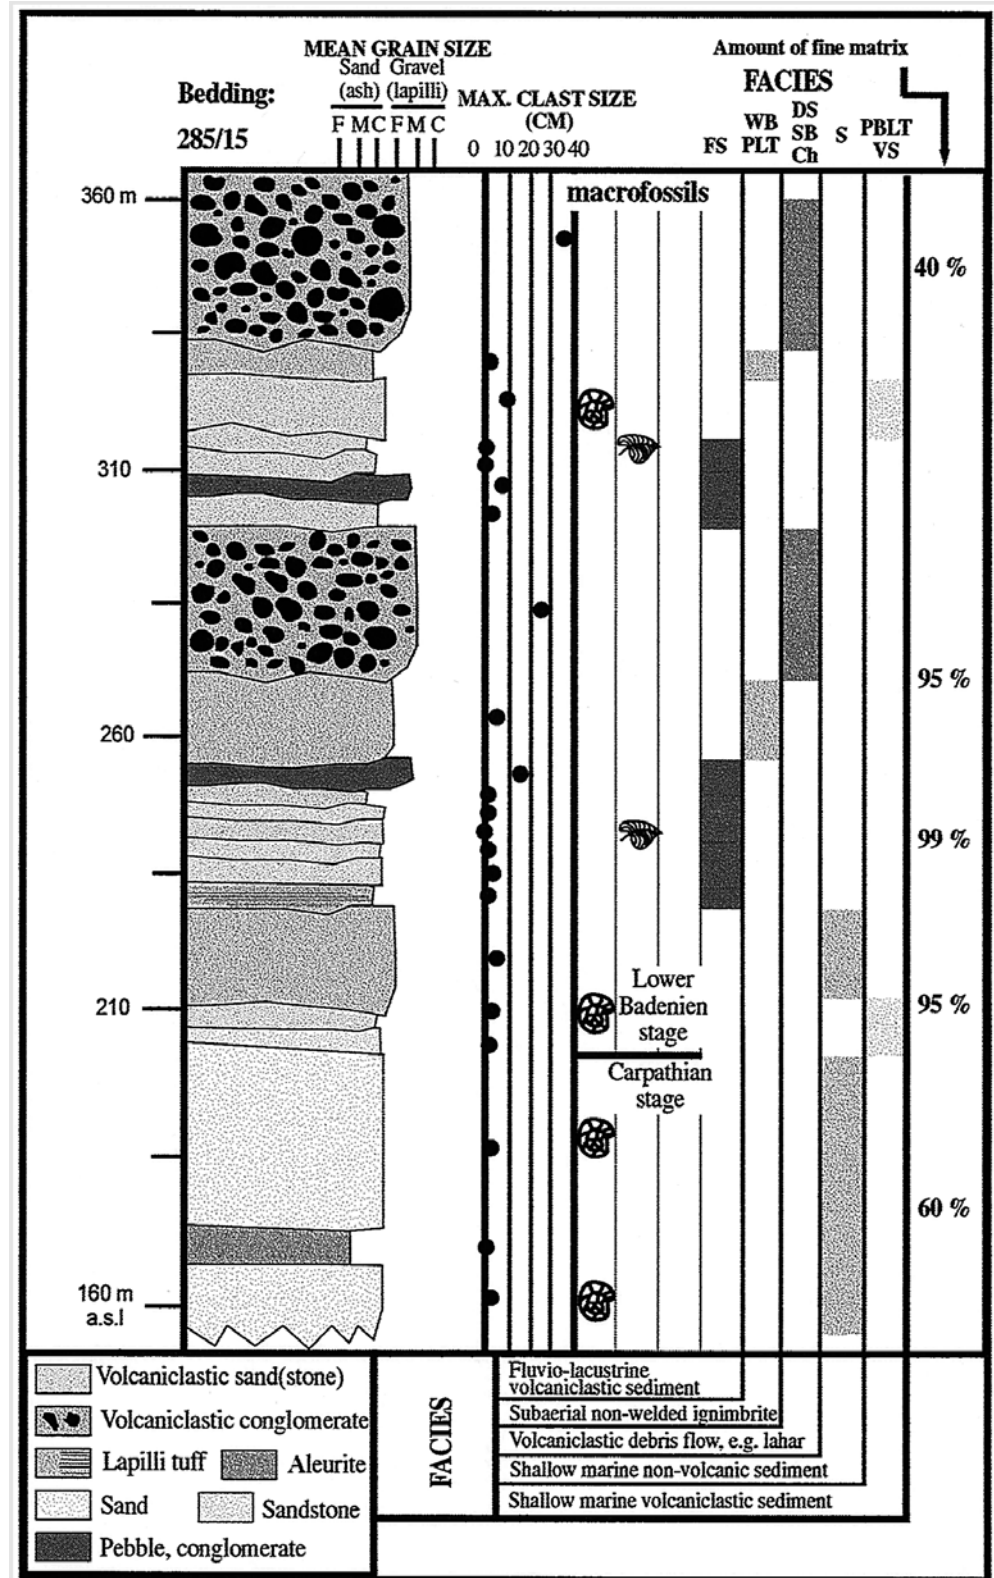 MEAN GRAIN SIZE
Sand Gravel
(ash) (lapilli)
F M C F M C
Bedding:
285/15
MAX. CLAST SIZE
(CM)
0 10 20 30 40
Amount of fine matrix
FACIES
FS
WB
PLT
DS
SB
Ch
S
PBLT
VS
macrofossils
360 m
40 %
310
260
95 %
99 %
210
95 %
Lower
Badenien
stage
Carpathian
stage
60 %
160 m
a.s.l
Volcaniclastic sand(stone)
Volcaniclastic conglomerate
Lapilli tuff
Aleurite
Sand
Sandstone
Pebble, conglomerate
FACIES
Fluvio-lacustrine
volcaniclastic sediment
Subaerial non-welded ignimbrite
Volcaniclastic debris flow, e.g. lahar
Shallow marine non-volcanic sediment
Shallow marine volcaniclastic sediment